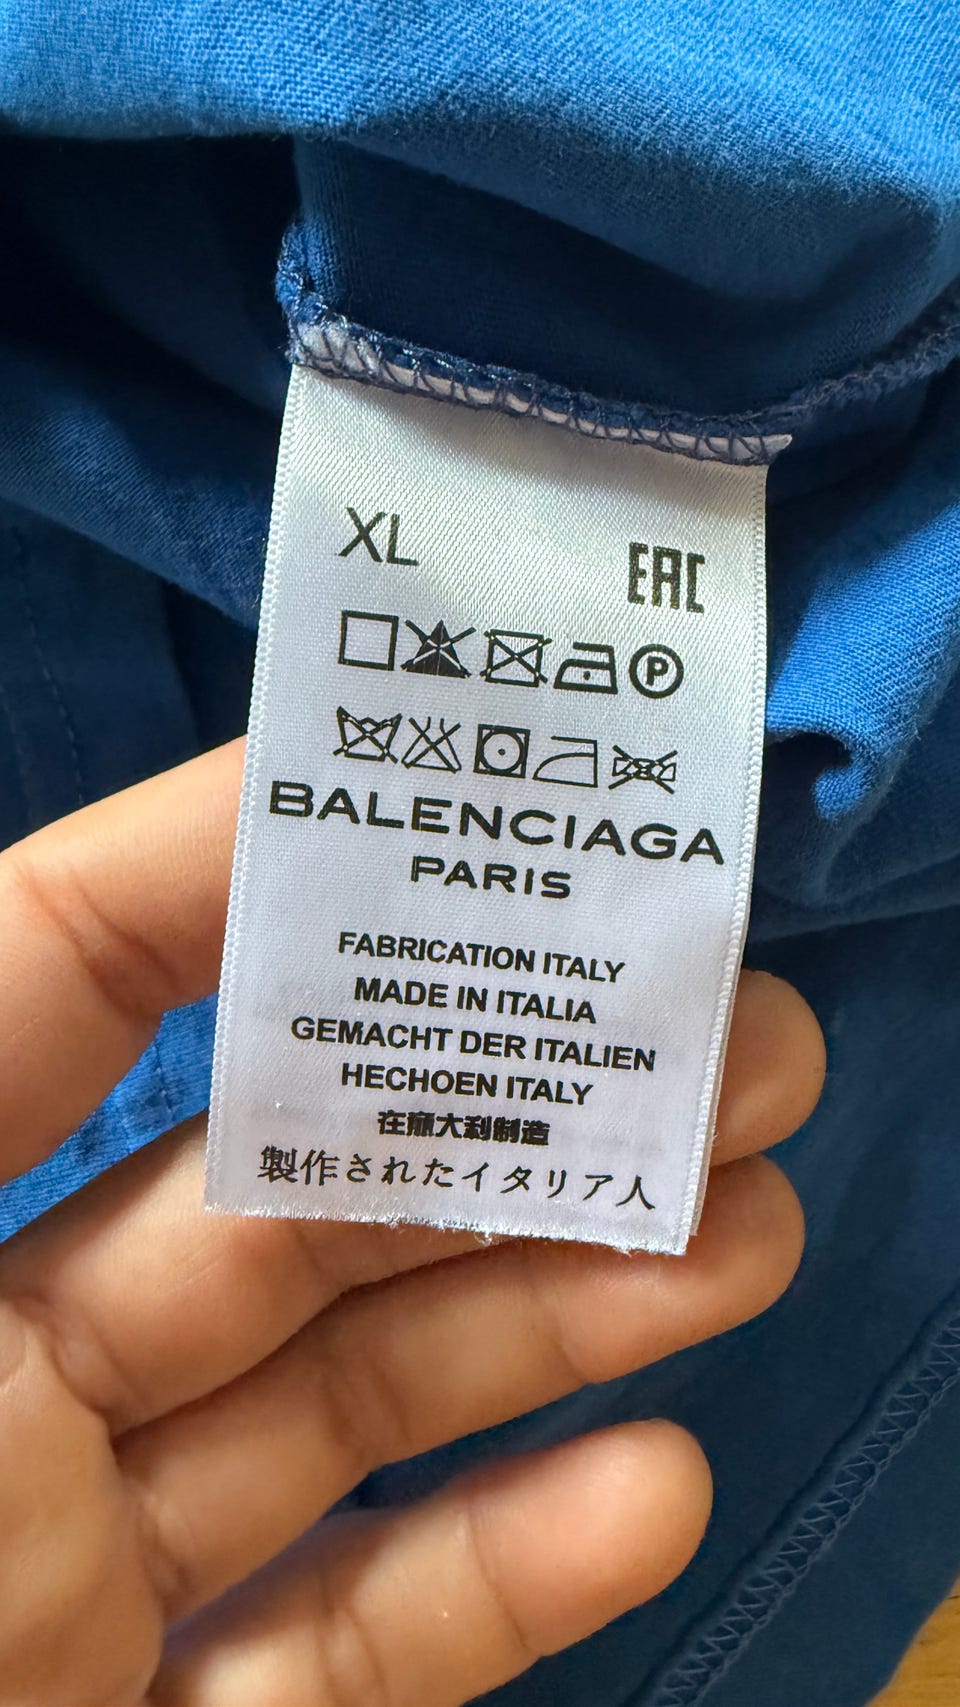 XL
EAC
P
BALENCIAGA
PARIS
FABRICATION ITALY
MADE IN ITALIA
GEMACHT DER ITALIEN
HECHOEN ITALY
在意大利制造
製作されたイタリア人